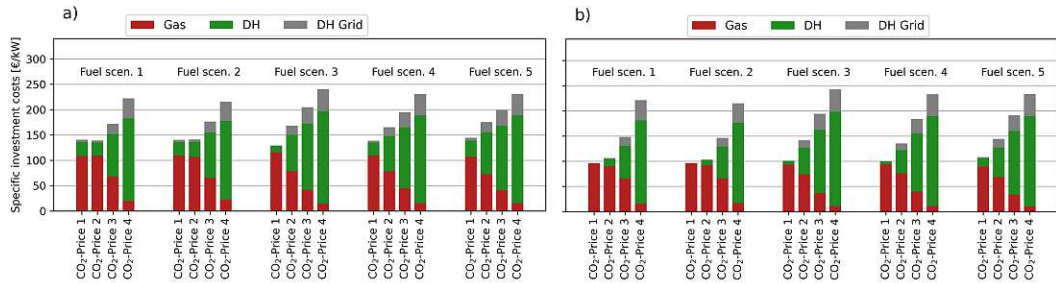 a)
Gas DH DH Grid
Specific investment costs [€/kW]
300
250
200
150
100
50
0
Fuel scen. 1 Fuel scen. 2 Fuel scen. 3 Fuel scen. 4 Fuel scen. 5
CO₂-Price 1
CO₂-Price 2
CO₂-Price 3
CO₂-Price 4
CO₂-Price 1
CO₂-Price 2
CO₂-Price 3
CO₂-Price 4
CO₂-Price 1
CO₂-Price 2
CO₂-Price 3
CO₂-Price 4
CO₂-Price 1
CO₂-Price 2
CO₂-Price 3
CO₂-Price 4
CO₂-Price 1
CO₂-Price 2
CO₂-Price 3
CO₂-Price 4
b)
Gas DH DH Grid
Fuel scen. 1 Fuel scen. 2 Fuel scen. 3 Fuel scen. 4 Fuel scen. 5
CO₂-Price 1
CO₂-Price 2
CO₂-Price 3
CO₂-Price 4
CO₂-Price 1
CO₂-Price 2
CO₂-Price 3
CO₂-Price 4
CO₂-Price 1
CO₂-Price 2
CO₂-Price 3
CO₂-Price 4
CO₂-Price 1
CO₂-Price 2
CO₂-Price 3
CO₂-Price 4
CO₂-Price 1
CO₂-Price 2
CO₂-Price 3
CO₂-Price 4